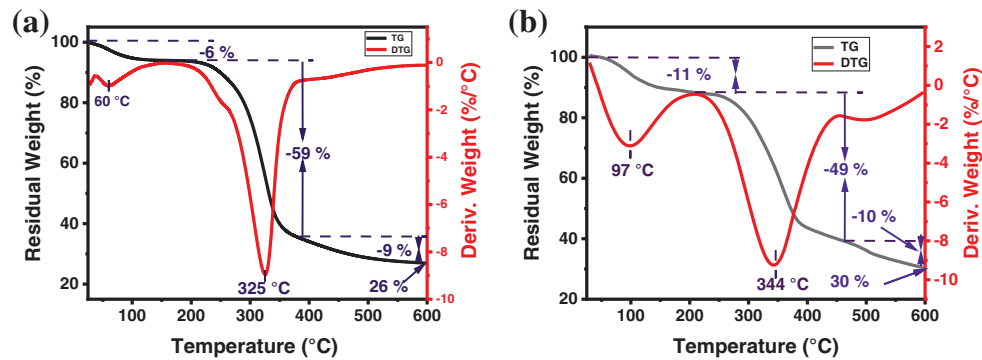 (a)
Residual Weight (%)
100
80
60
40
20
-6 %
60 °C
-59 %
-9 %
26 %
325 °C
TG
DTG
0
-2
-4
-6
-8
-10
Deriv. Weight (%/°C)
100 200 300 400 500 600
Temperature (°C)
(b)
Residual Weight (%)
100
80
60
40
20
-11 %
97 °C
-49 %
-10 %
30 %
344 °C
TG
DTG
2
0
-2
-4
-6
-8
-10
Deriv. Weight (%/°C)
100 200 300 400 500 600
Temperature (°C)